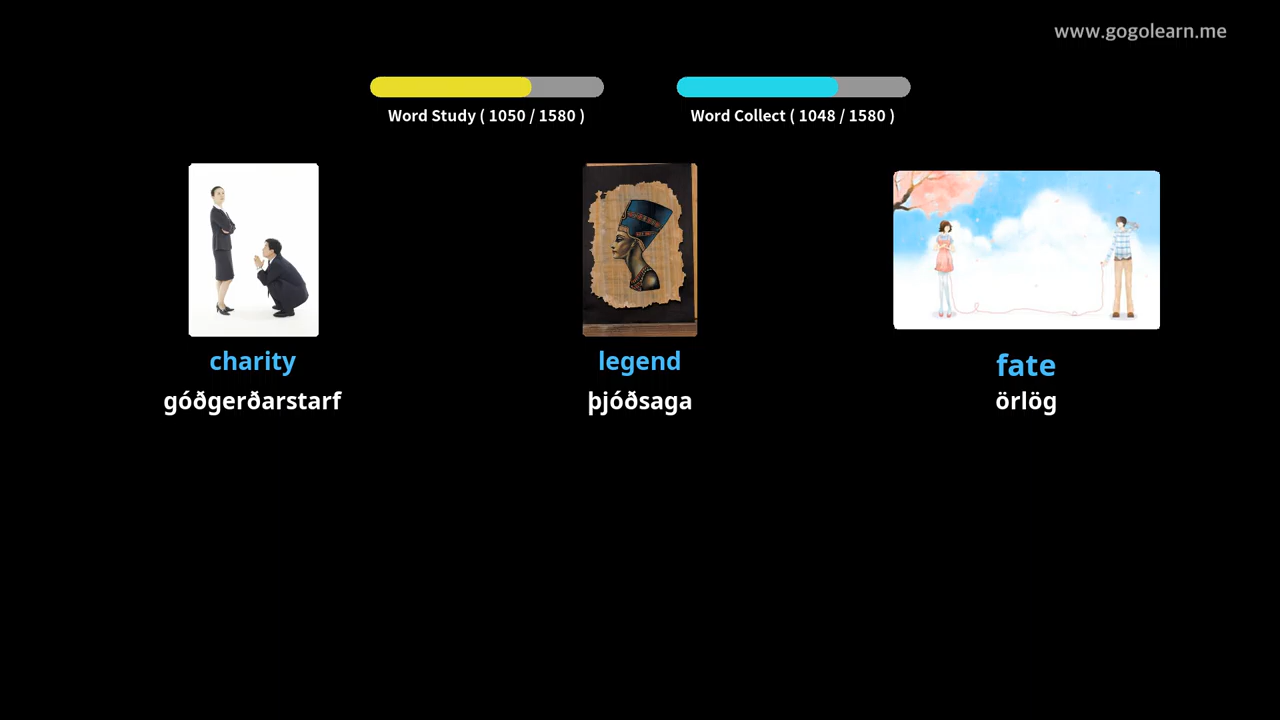 www.gogolearn.me
Word Study ( 1050 / 1580 )
Word Collect ( 1048 / 1580 )
charity
legend
fate
góðgerðarstarf
þjóðsaga
örlög